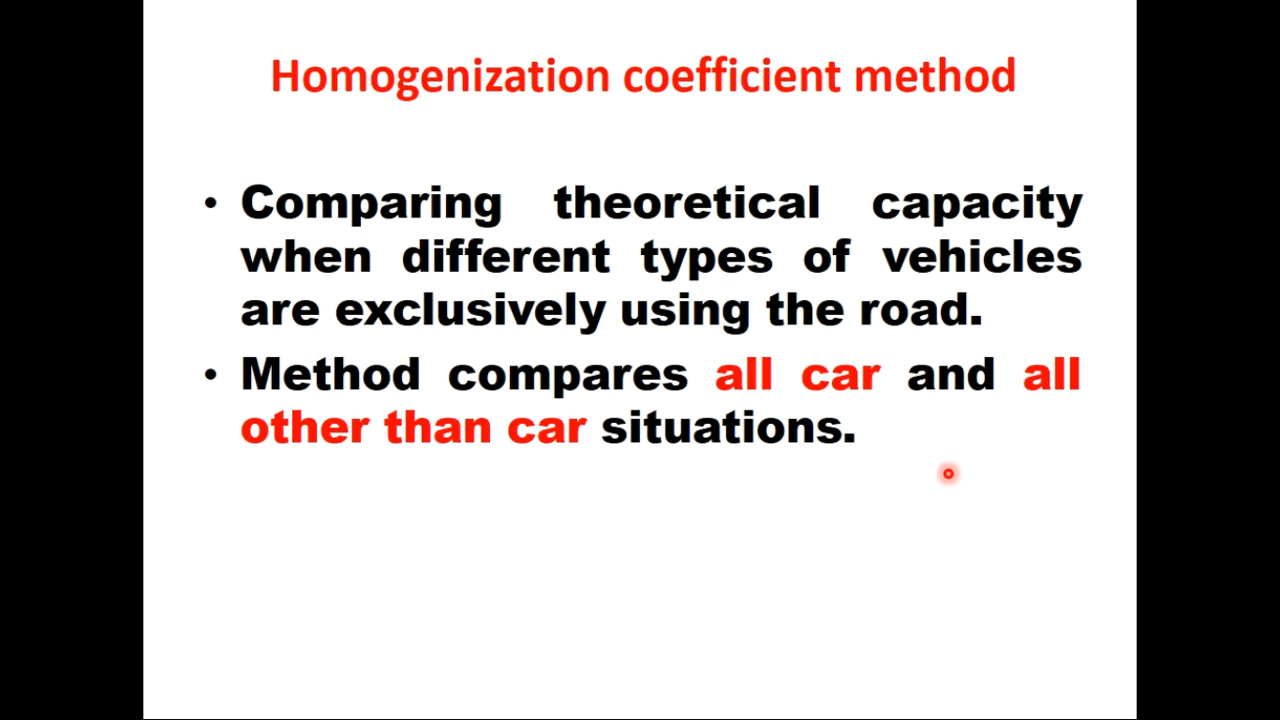 Homogenization coefficient method
• Comparing theoretical capacity
when different types of vehicles
are exclusively using the road.
• Method compares all car and all
other than car situations.